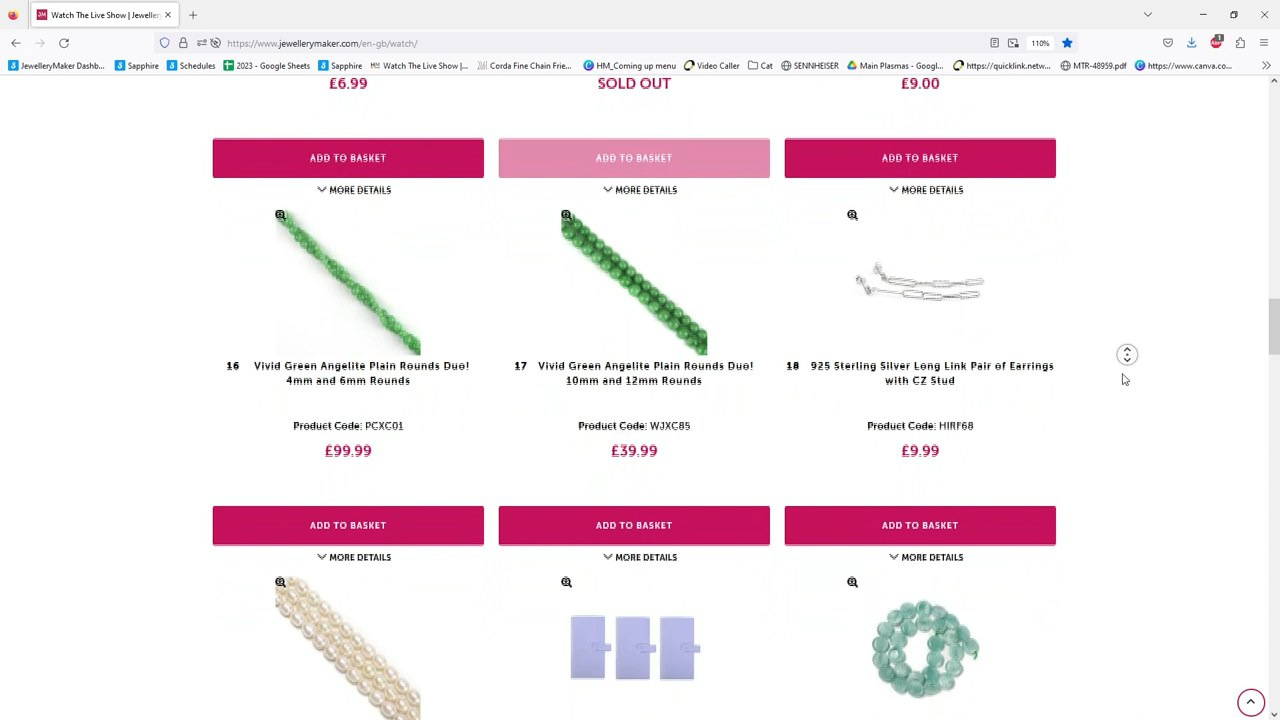 Watch The Live Show | Jeweller
https://www.jewellerymaker.com/en-gb/watch/
110%
JewelleryMaker Dashb...
Sapphire
Schedules
2023 - Google Sheets
Sapphire
Watch The Live Show |...
Corda Fine Chain Frie...
HM_Coming up menu
Video Caller
Cat
SENNHEISER
Main Plasmas - Googl...
https://quicklink.netw...
MTR-48959.pdf
https://www.canva.co...
£6.99
SOLD OUT
£9.00
ADD TO BASKET
ADD TO BASKET
ADD TO BASKET
MORE DETAILS
MORE DETAILS
MORE DETAILS
16 Vivid Green Angelite Plain Rounds Duo!
4mm and 6mm Rounds
Product Code: PCXC01
£99.99
17 Vivid Green Angelite Plain Rounds Duo!
10mm and 12mm Rounds
Product Code: WJXC85
£39.99
18 925 Sterling Silver Long Link Pair of Earrings
with CZ Stud
Product Code: HIRF68
£9.99
ADD TO BASKET
ADD TO BASKET
ADD TO BASKET
MORE DETAILS
MORE DETAILS
MORE DETAILS